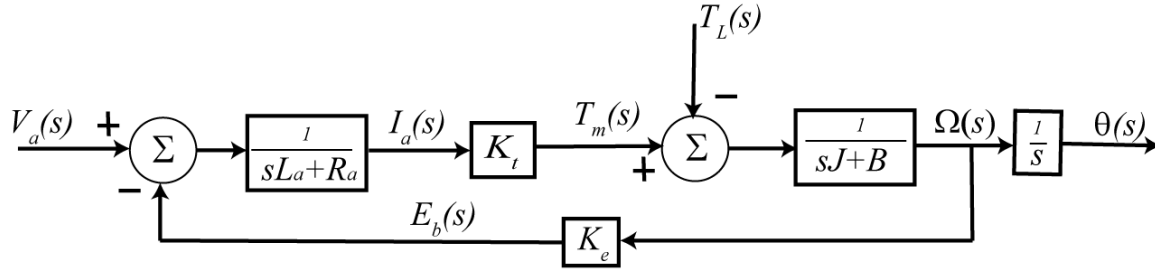 T_L(s)
V_a(s) + Σ 1/(sL_a+R_a) I_a(s) K_t T_m(s) + Σ − 1/(sJ+B) Ω(s) 1/s θ(s)
−
E_b(s) K_e